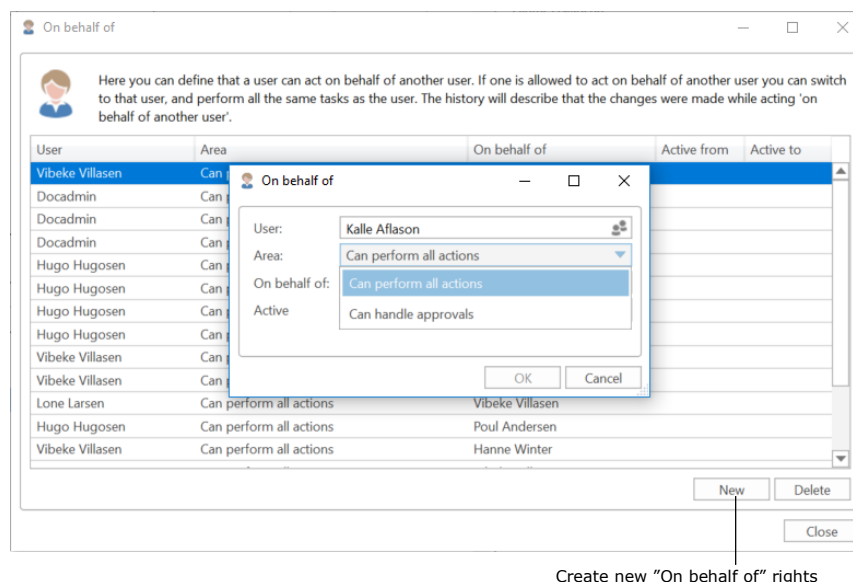 On behalf of
Here you can define that a user can act on behalf of another user. If one is allowed to act on behalf of another user you can switch
to that user, and perform all the same tasks as the user. The history will describe that the changes were made while acting 'on
behalf of another user'.
User Area On behalf of Active from Active to
Vibeke Villasen Can
Docadmin Can
Docadmin Can
Docadmin Can
Hugo Hugosen Can
Hugo Hugosen Can
Hugo Hugosen Can
Hugo Hugosen Can
Vibeke Villasen Can
Vibeke Villasen Can
Lone Larsen Can perform all actions Vibeke Villasen
Hugo Hugosen Can perform all actions Poul Andersen
Vibeke Villasen Can perform all actions Hanne Winter
On behalf of
User: Kalle Aflason
Area: Can perform all actions
On behalf of: Can perform all actions
Active Can handle approvals
OK Cancel
New Delete
Close
Create new ”On behalf of” rights